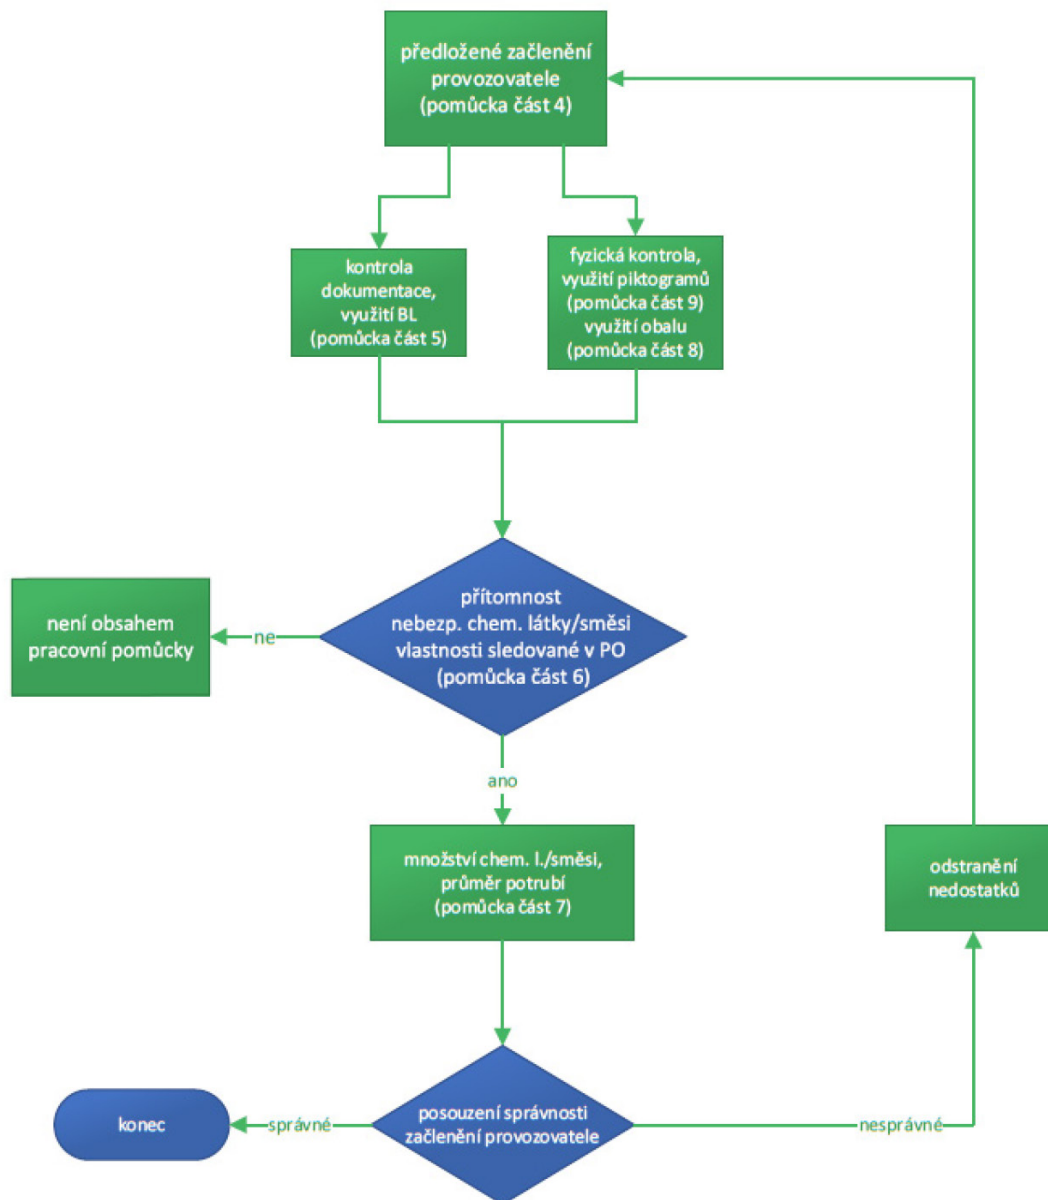 předložené začlenění
provozovatele
(pomůcka část 4)
kontrola
dokumentace,
využití BL
(pomůcka část 5)
fyzická kontrola,
využití piktogramů
(pomůcka část 9)
využití obalu
(pomůcka část 8)
přítomnost
nebezp. chem. látky/směsi
vlastnosti sledované v PO
(pomůcka část 6)
ne
není obsahem
pracovní pomůcky
ano
množství chem. l./směsi,
průměr potrubí
(pomůcka část 7)
odstranění
nedostatků
posouzení správnosti
začlenění provozovatele
správné
konec
nesprávné